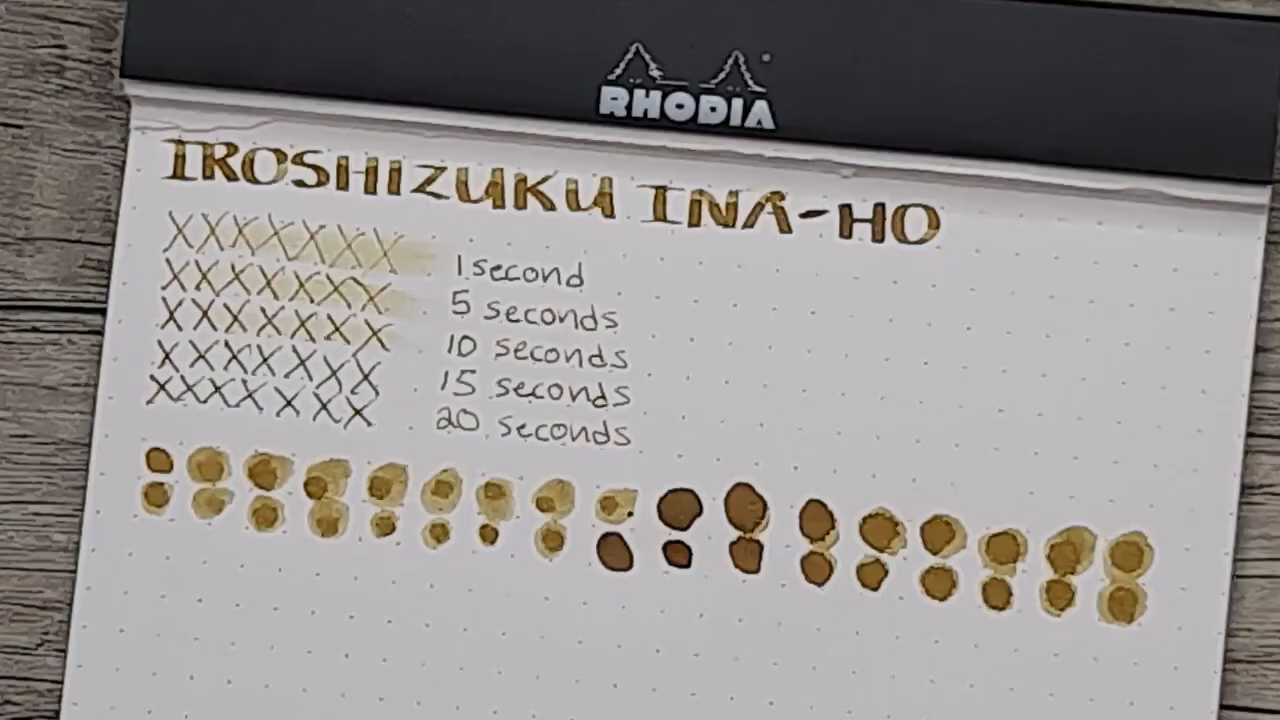 RHODIA
IROSHIZUKU INA-HO
XXXXXXX 1 second
XXXXXXX 5 seconds
XXXXXXX 10 seconds
XXXXXXX 15 seconds
XXXXXXX 20 seconds